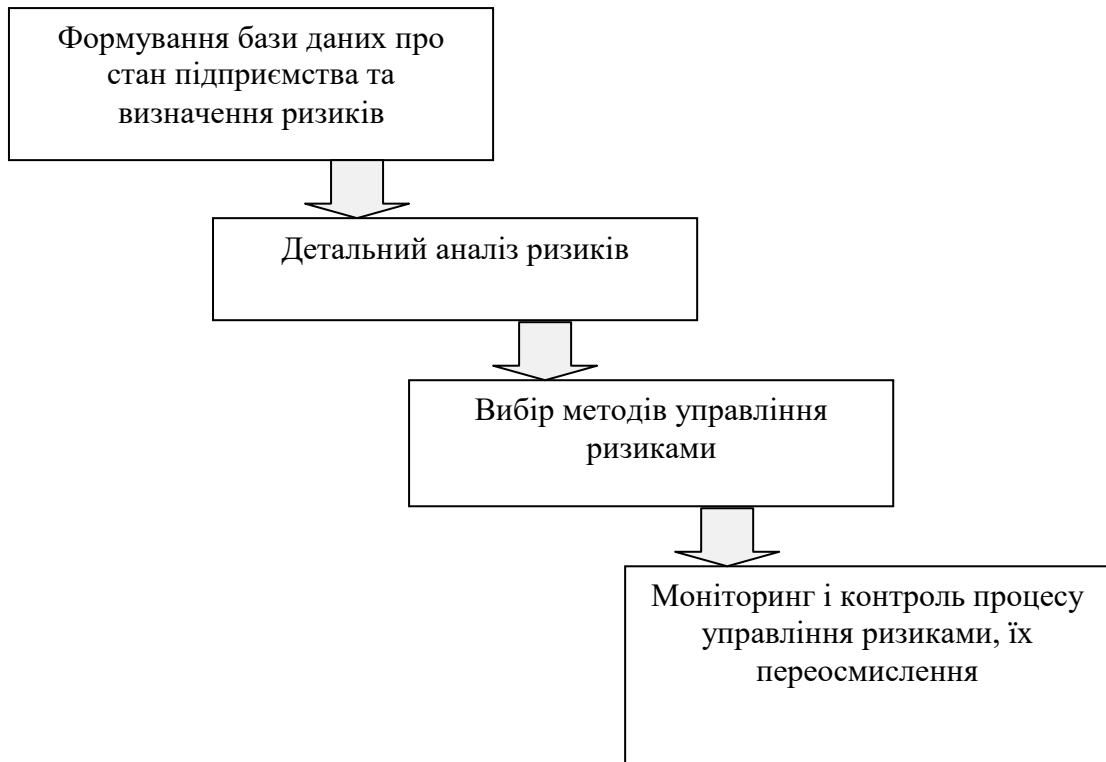 Формування бази даних про
стан підприємства та
визначення ризиків
Детальний аналіз ризиків
Вибір методів управління
ризиками
Моніторинг і контроль процесу
управління ризиками, їх
переосмислення